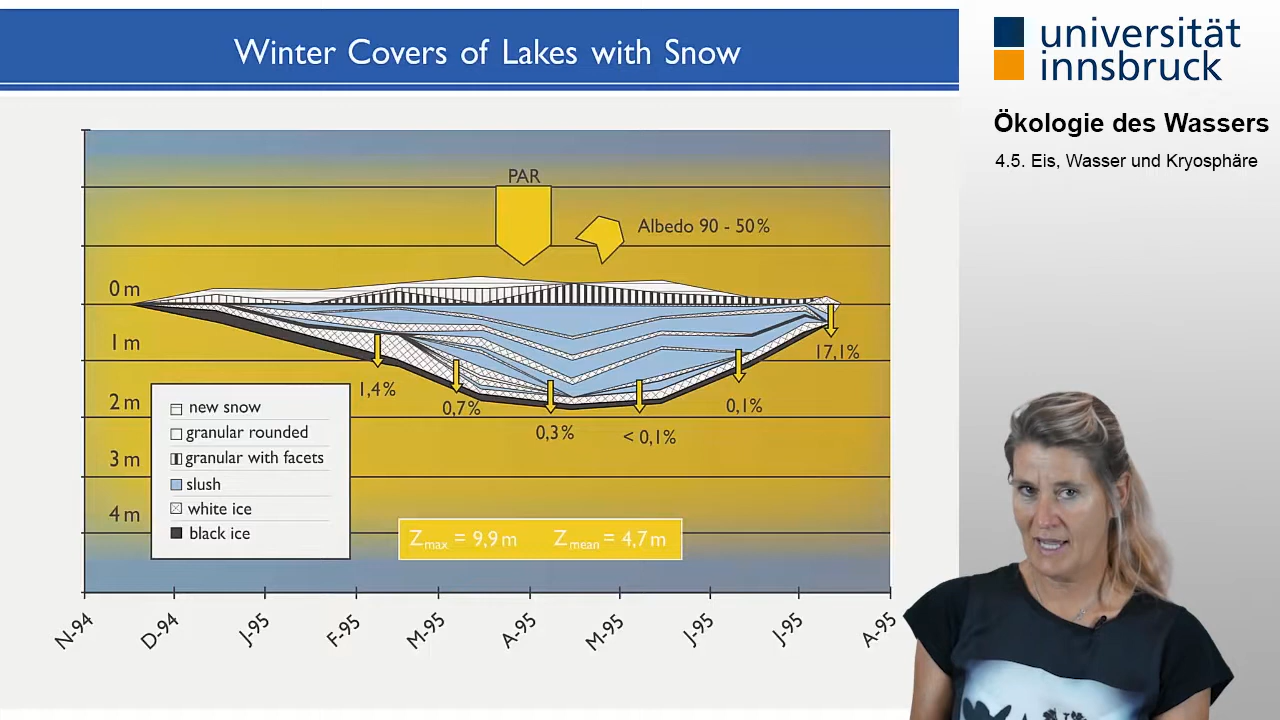 Winter Covers of Lakes with Snow
universität
innsbruck
Ökologie des Wassers
4.5. Eis, Wasser und Kryosphäre
PAR
Albedo 90 - 50%
0 m
1 m
2 m
3 m
4 m
17,1%
1,4%
0,7%
0,3%
< 0,1%
0,1%
new snow
granular rounded
granular with facets
slush
white ice
black ice
Zmax = 9,9 m Zmean = 4,7 m
N-94
D-94
J-95
F-95
M-95
A-95
M-95
J-95
J-95
A-95